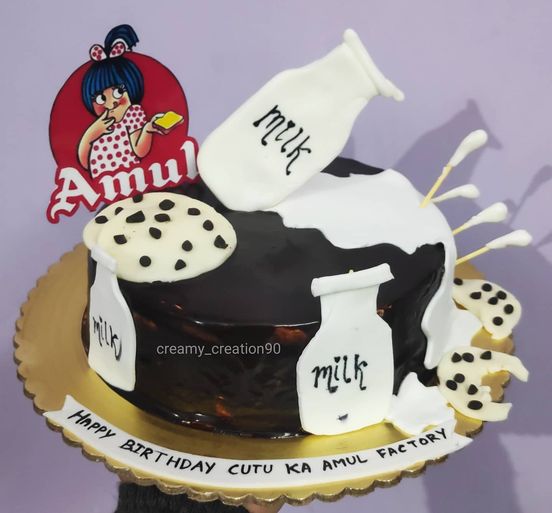 Amul
milk
milk
milk
creamy_creation90
HAPPY BIRTHDAY CUTU KA AMUL FACTORY